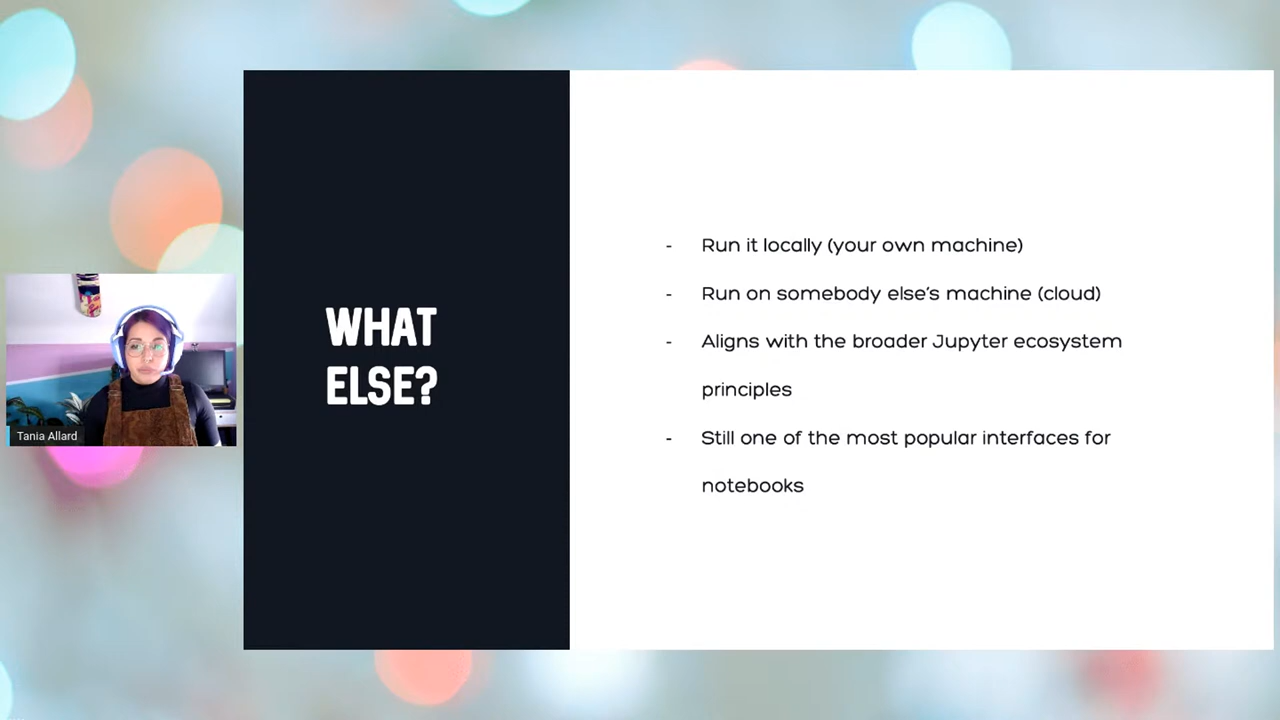 WHAT
ELSE?
- Run it locally (your own machine)
- Run on somebody else's machine (cloud)
- Aligns with the broader Jupyter ecosystem
principles
- Still one of the most popular interfaces for
notebooks
Tania Allard